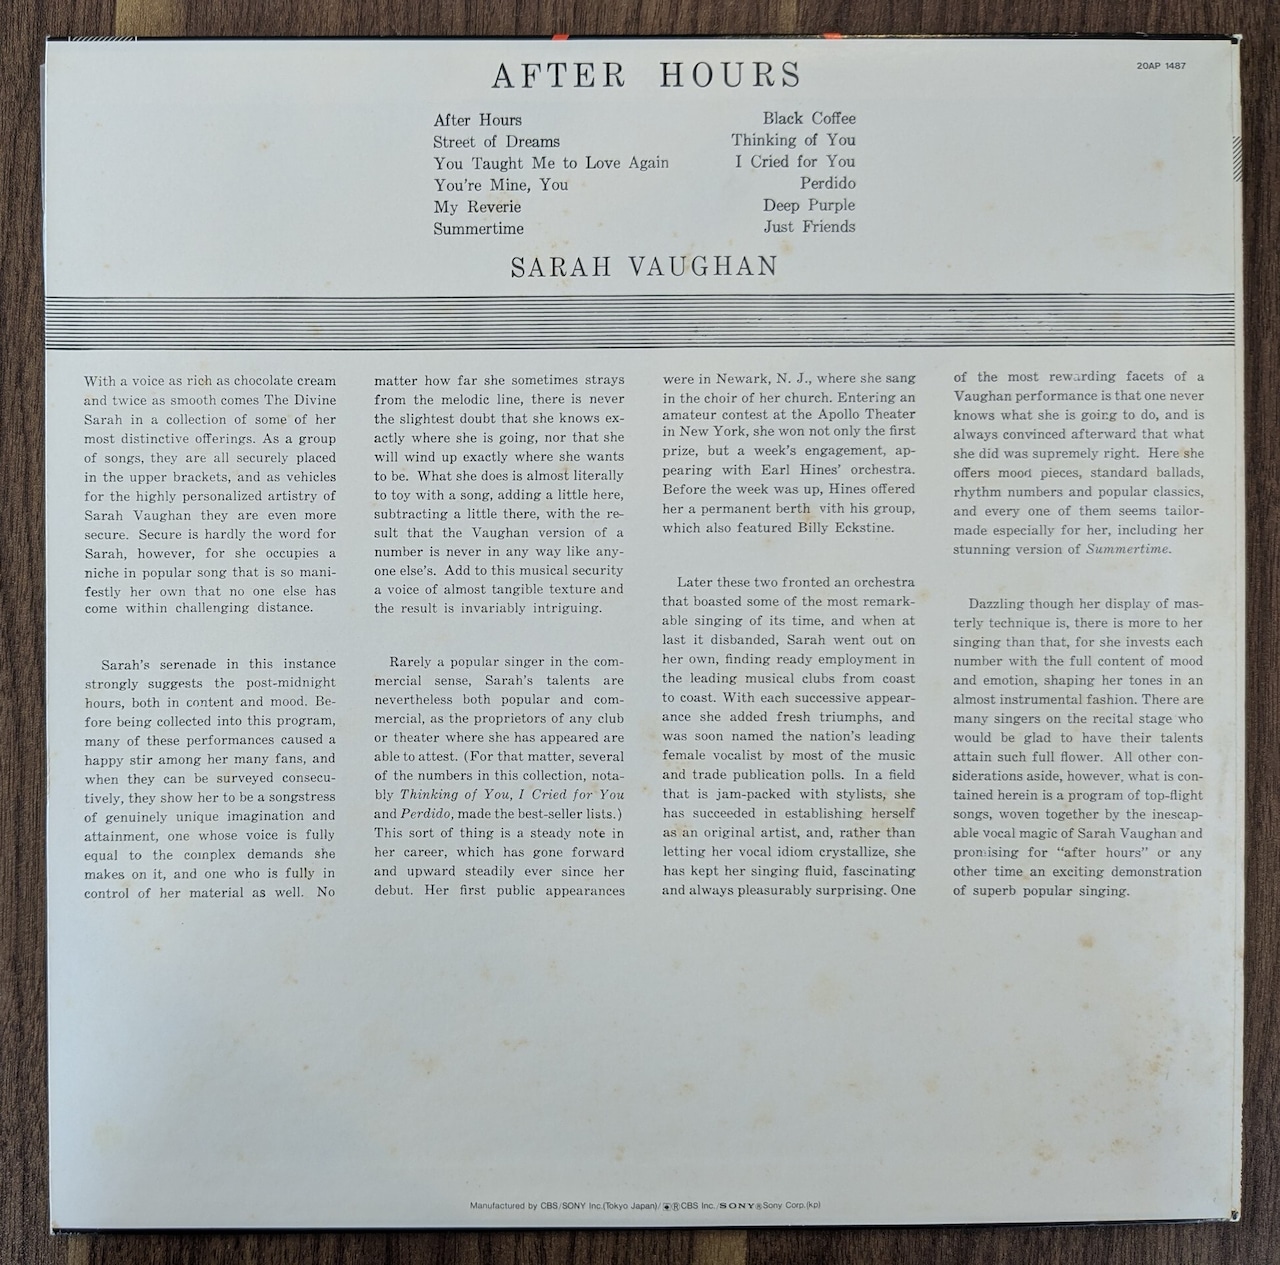 AFTER HOURS
20AP 1487
After Hours
Street of Dreams
You Taught Me to Love Again
You're Mine, You
My Reverie
Summertime
Black Coffee
Thinking of You
I Cried for You
Perdido
Deep Purple
Just Friends
SARAH VAUGHAN
With a voice as rich as chocolate cream
and twice as smooth comes The Divine
Sarah in a collection of some of her
most distinctive offerings. As a group
of songs, they are all securely placed
in the upper brackets, and as vehicles
for the highly personalized artistry of
Sarah Vaughan they are even more
secure. Secure is hardly the word for
Sarah, however, for she occupies a
niche in popular song that is so mani-
festly her own that no one else has
come within challenging distance.
Sarah's serenade in this instance
strongly suggests the post-midnight
hours, both in content and mood. Be-
fore being collected into this program,
many of these performances caused a
happy stir among her many fans, and
when they can be surveyed consecu-
tively, they show her to be a songstress
of genuinely unique imagination and
attainment, one whose voice is fully
equal to the complex demands she
makes on it, and one who is fully in
control of her material as well. No
matter how far she sometimes strays
from the melodic line, there is never
the slightest doubt that she knows ex-
actly where she is going, nor that she
will wind up exactly where she wants
to be. What she does is almost literally
to toy with a song, adding a little here,
subtracting a little there, with the re-
sult that the Vaughan version of a
number is never in any way like any-
one else's. Add to this musical security
a voice of almost tangible texture and
the result is invariably intriguing.
Rarely a popular singer in the com-
mercial sense, Sarah's talents are
nevertheless both popular and com-
mercial, as the proprietors of any club
or theater where she has appeared are
able to attest. (For that matter, several
of the numbers in this collection, nota-
bly Thinking of You, I Cried for You
and Perdido, made the best-seller lists.)
This sort of thing is a steady note in
her career, which has gone forward
and upward steadily ever since her
debut. Her first public appearances
were in Newark, N. J., where she sang
in the choir of her church. Entering an
amateur contest at the Apollo Theater
in New York, she won not only the first
prize, but a week's engagement, ap-
pearing with Earl Hines' orchestra.
Before the week was up, Hines offered
her a permanent berth with his group,
which also featured Billy Eckstine.
Later these two fronted an orchestra
that boasted some of the most remark-
able singing of its time, and when at
last it disbanded, Sarah went out on
her own, finding ready employment in
the leading musical clubs from coast
to coast. With each successive appear-
ance she added fresh triumphs, and
was soon named the nation's leading
female vocalist by most of the music
and trade publication polls. In a field
that is jam-packed with stylists, she
has succeeded in establishing herself
as an original artist, and, rather than
letting her vocal idiom crystallize, she
has kept her singing fluid, fascinating
and always pleasurably surprising. One
of the most rewarding facets of a
Vaughan performance is that one never
knows what she is going to do, and is
always convinced afterward that what
she did was supremely right. Here she
offers mood pieces, standard ballads,
rhythm numbers and popular classics,
and every one of them seems tailor-
made especially for her, including her
stunning version of Summertime.
Dazzling though her display of mas-
terly technique is, there is more to her
singing than that, for she invests each
number with the full content of mood
and emotion, shaping her tones in an
almost instrumental fashion. There are
many singers on the recital stage who
would be glad to have their talents
attain such full flower. All other con-
siderations aside, however, what is con-
tained herein is a program of top-flight
songs, woven together by the inescap-
able vocal magic of Sarah Vaughan and
promising for “after hours” or any
other time an exciting demonstration
of superb popular singing.
Manufactured by CBS/SONY Inc.(Tokyo Japan)/®CBS Inc./SONY®Sony Corp.(kp)